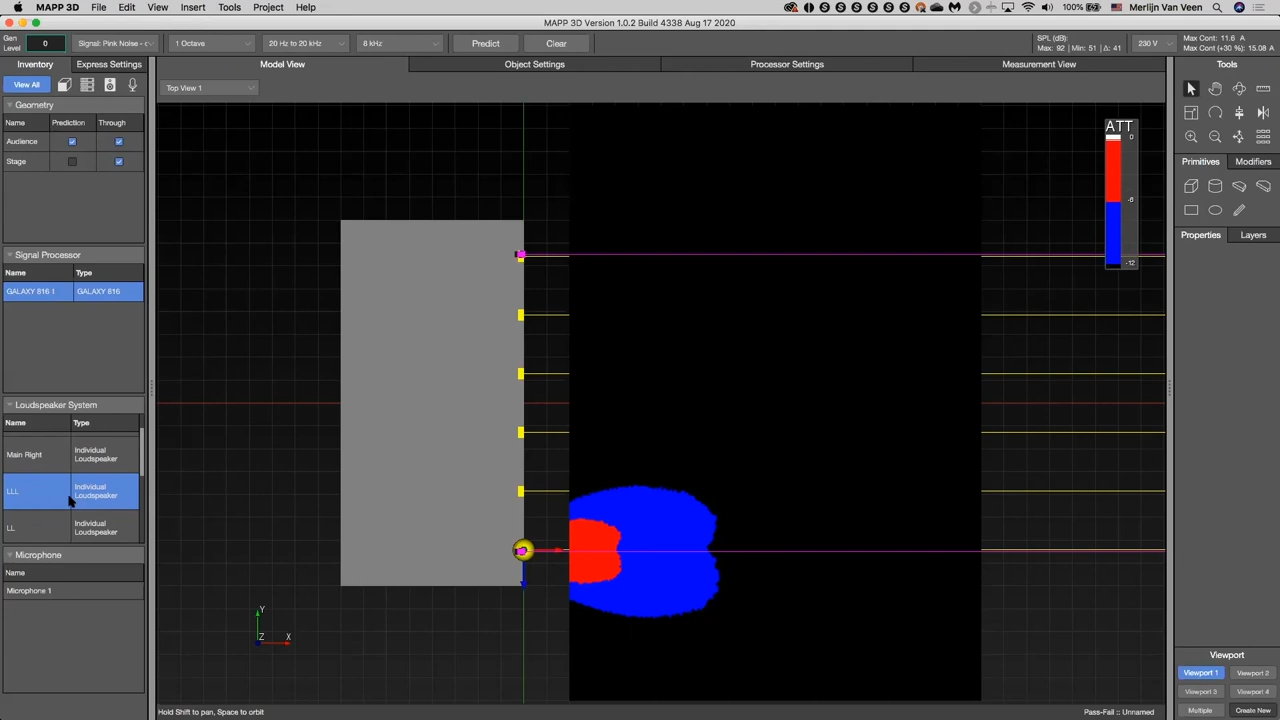 MAPP 3D File Edit View Insert Tools Project Help 100% Merlijn Van Veen
MAPP 3D Version 1.0.2 Build 4338 Aug 17 2020
Gen Level 0 Signal: Pink Noise - 1 Octave 20 Hz to 20 kHz 8 kHz Predict Clear
SPL (dB):
Max: 92 | Min: 51 | Δ: 41
230 V
Max Cont: 11.6 A
Max Cont (+30 %): 15.08 A
Inventory Express Settings Model View Object Settings Processor Settings Measurement View Tools
View All
Top View 1
Geometry
Name Prediction Through
Audience
Stage
Signal Processor
Name Type
GALAXY 816 1 GALAXY 816
Loudspeaker System
Name Type
Main Right Individual Loudspeaker
LLL Individual Loudspeaker
LL Individual Loudspeaker
Microphone
Name
Microphone 1
ATT
0
-6
-12
Y
Z X
Primitives Modifiers
Properties Layers
Viewport
Viewport 1 Viewport 2
Viewport 3 Viewport 4
Multiple Create New
Hold Shift to pan, Space to orbit
Pass-Fail :: Unnamed